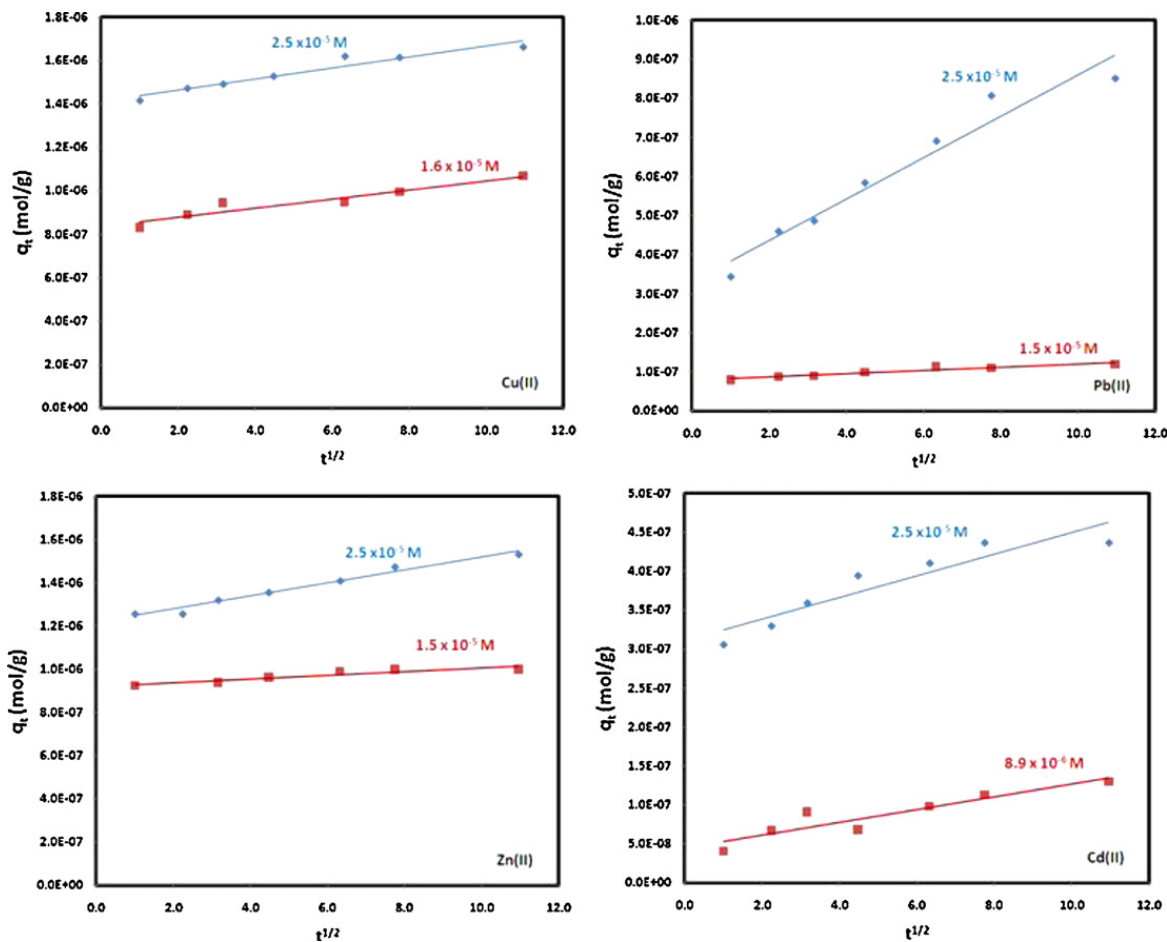 1.8E-06
1.6E-06
1.4E-06
1.2E-06
1.0E-06
8.0E-07
6.0E-07
4.0E-07
2.0E-07
0.0E+00
qt (mol/g)
2.5 x10-5 M
1.6 x 10-5 M
Cu(II)
0.0 2.0 4.0 6.0 8.0 10.0 12.0
t1/2
1.0E-06
9.0E-07
8.0E-07
7.0E-07
6.0E-07
5.0E-07
4.0E-07
3.0E-07
2.0E-07
1.0E-07
0.0E+00
qt (mol/g)
2.5 x10-5 M
1.5 x 10-5 M
Pb(II)
0.0 2.0 4.0 6.0 8.0 10.0 12.0
t1/2
1.8E-06
1.6E-06
1.4E-06
1.2E-06
1.0E-06
8.0E-07
6.0E-07
4.0E-07
2.0E-07
0.0E+00
qt (mol/g)
2.5 x10-5 M
1.5 x 10-5 M
Zn(II)
0.0 2.0 4.0 6.0 8.0 10.0 12.0
t1/2
5.0E-07
4.5E-07
4.0E-07
3.5E-07
3.0E-07
2.5E-07
2.0E-07
1.5E-07
1.0E-07
5.0E-08
0.0E+00
qt (mol/g)
2.5 x10-5 M
8.9 x 10-6 M
Cd(II)
0.0 2.0 4.0 6.0 8.0 10.0 12.0
t1/2